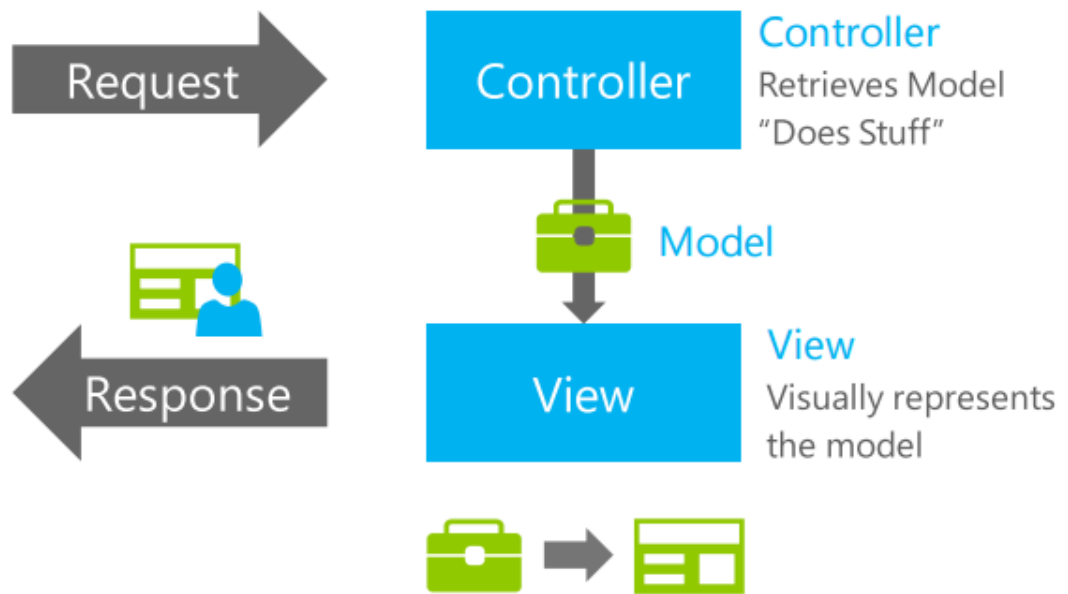 Request
Controller
Controller
Retrieves Model
“Does Stuff”
Model
Response
View
View
Visually represents
the model